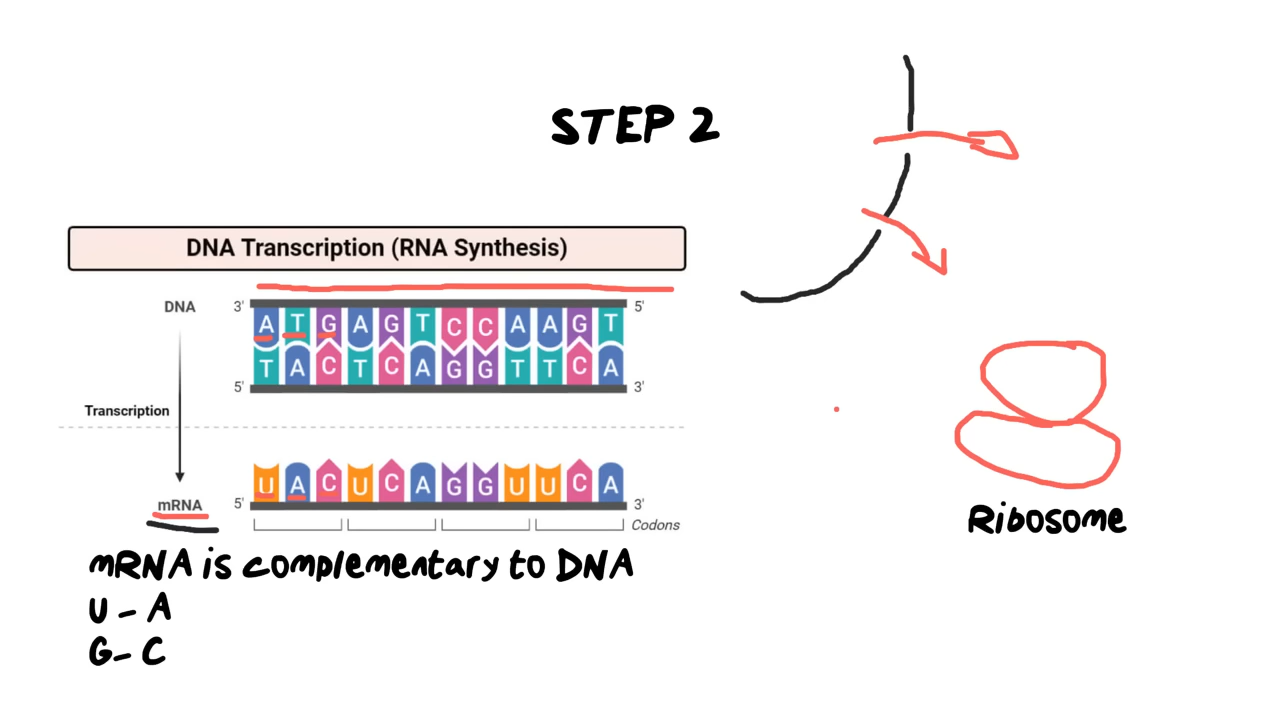 STEP 2
DNA Transcription (RNA Synthesis)
DNA 3' 5'
A T G A G T C C A A G T
T A C T C A G G T T C A
5' 3'
Transcription
U A C U C A G G U U C A
mRNA 5' 3'
Codons
mRNA is complementary to DNA
U - A
G - C
Ribosome